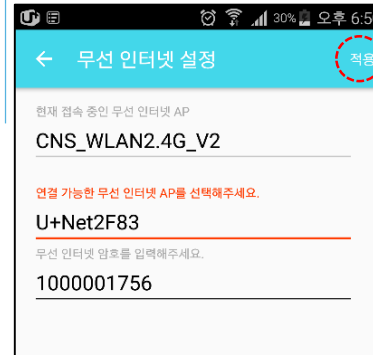 30% 오후 6:5
무선 인터넷 설정 적용
현재 접속 중인 무선 인터넷 AP
CNS_WLAN2.4G_V2
연결 가능한 무선 인터넷 AP를 선택해주세요.
U+Net2F83
무선 인터넷 암호를 입력해주세요.
1000001756